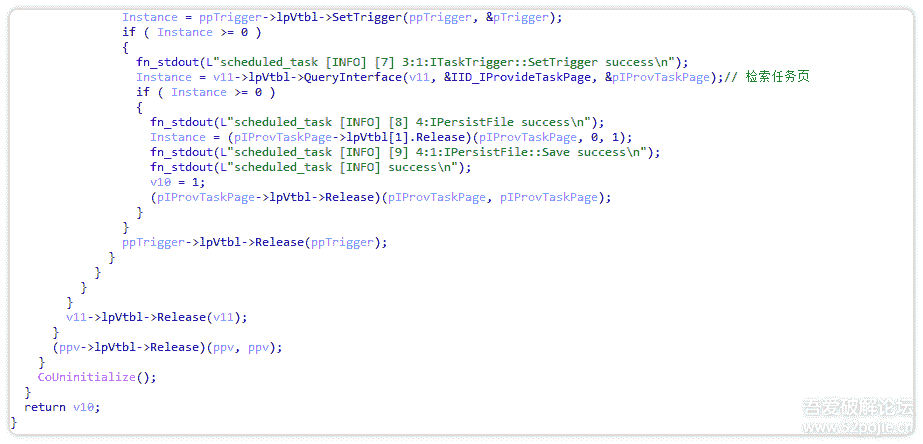 Instance = ppTrigger->lpVtbl->SetTrigger(ppTrigger, &pTrigger);
if ( Instance >= 0 )
{
fn_stdout(L"scheduled_task [INFO] [7] 3:1:ITaskTrigger::SetTrigger success\n");
Instance = v11->lpVtbl->QueryInterface(v11, &IID_IProvideTaskPage, &pIProvTaskPage);// 检索任务页
if ( Instance >= 0 )
{
fn_stdout(L"scheduled_task [INFO] [8] 4:IPersistFile success\n");
Instance = (pIProvTaskPage->lpVtbl[1].Release)(pIProvTaskPage, 0, 1);
fn_stdout(L"scheduled_task [INFO] [9] 4:1:IPersistFile::Save success\n");
fn_stdout(L"scheduled_task [INFO] success\n");
v10 = 1;
(pIProvTaskPage->lpVtbl->Release)(pIProvTaskPage, pIProvTaskPage);
}
}
ppTrigger->lpVtbl->Release(ppTrigger);
}
}
}
}
v11->lpVtbl->Release(v11);
}
(ppv->lpVtbl->Release)(ppv, ppv);
}
CoUninitialize();
}
return v10;
}
吾爱破解论坛
www.52pojie.cn